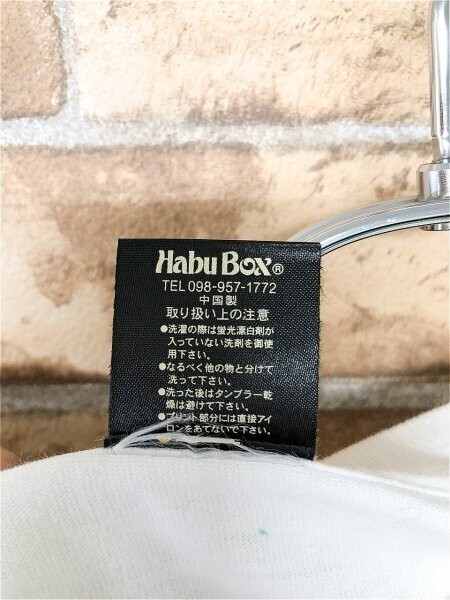 Habu Box®
TEL 098-957-1772
中国製
取り扱い上の注意
●洗濯の際は蛍光漂白剤が
入っていない洗剤を御使
用下さい。
●なるべく他の物と分けて
洗って下さい。
●洗った後はタンブラー乾
燥は避けて下さい。
●プリント部分には直接アイ
ロンをあてないで下さい。